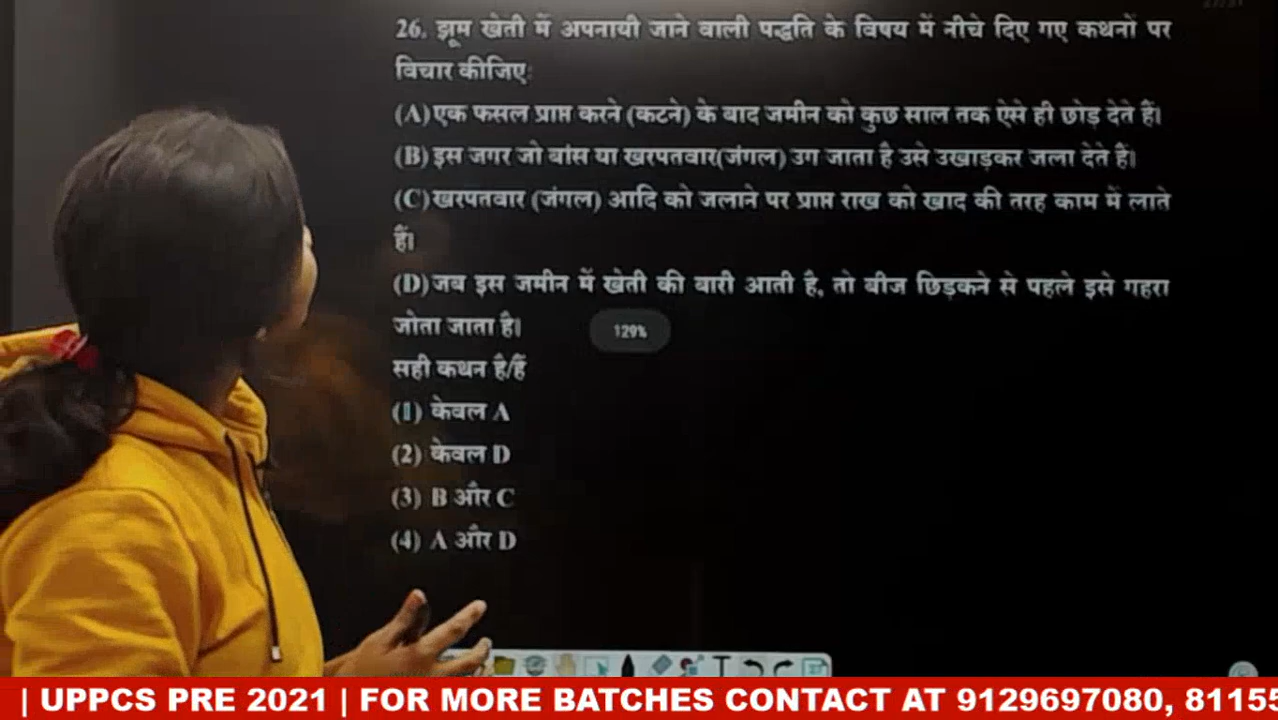 26. झूम खेती में अपनायी जाने वाली पद्धति के विषय में नीचे दिए गए कथनों पर
विचार कीजिए:
(A) एक फसल प्राप्त करने (कटने) के बाद जमीन को कुछ साल तक ऐसे ही छोड़ देते हैं।
(B) इस जगर जो बांस या खरपतवार(जंगल) उग जाता है उसे उखाड़कर जला देते हैं।
(C) खरपतवार (जंगल) आदि को जलाने पर प्राप्त राख को खाद की तरह काम में लाते
हैं।
(D) जब इस जमीन में खेती की बारी आती है, तो बीज छिड़कने से पहले इसे गहरा
जोता जाता है।
129%
सही कथन है/हैं
(1) केवल A
(2) केवल D
(3) B और C
(4) A और D
| UPPCS PRE 2021 | FOR MORE BATCHES CONTACT AT 9129697080, 81155